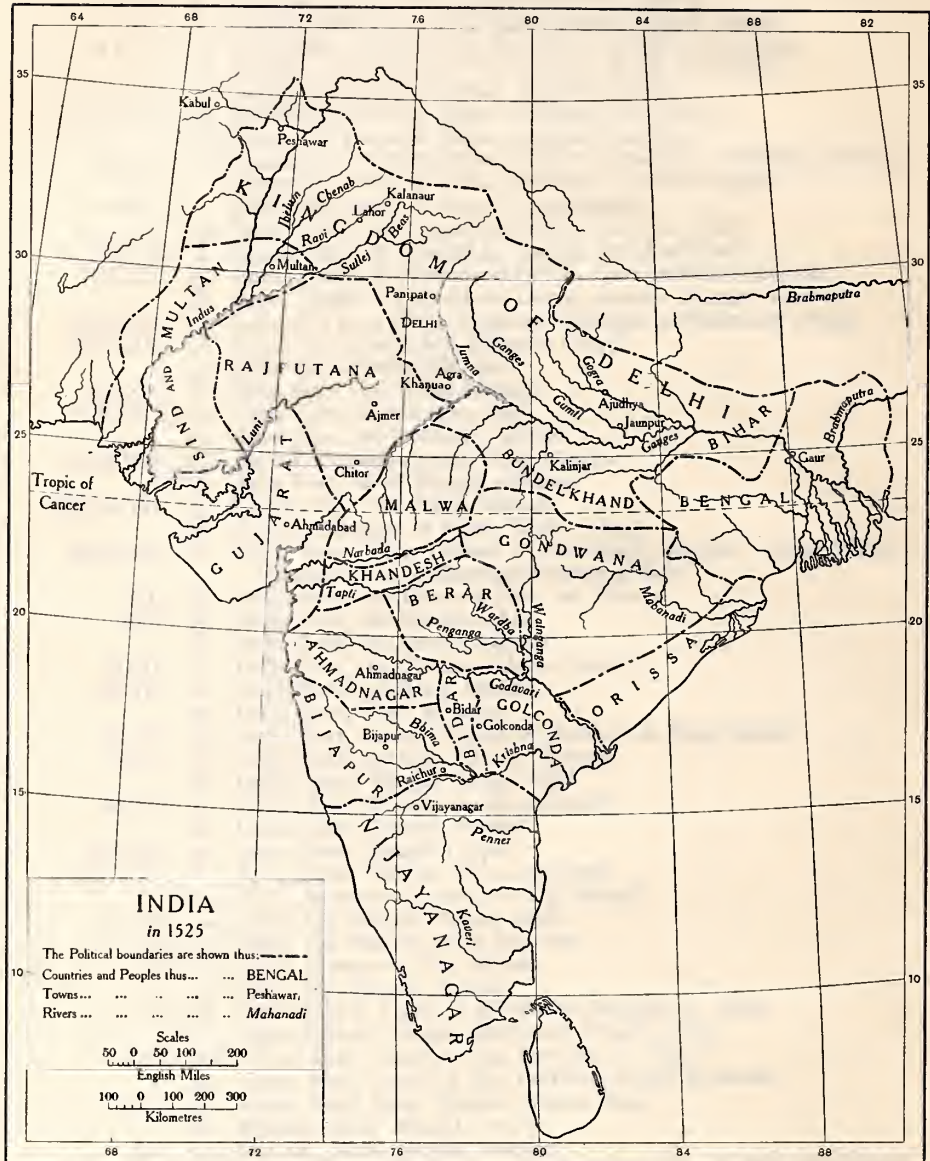 64 68 72 76 80 84 88 82
35
35
Kabul
Peshawar
KINGDOM OF DELHI
Jhelum
Chenab
Kalanaur
Lahor
Ravi
Beas
30
Multan
Sutlej
30
MULTAN
Indus
Panipat
DELHI
Brahmaputra
Ganges
Jumna
RAJPUTANA
Agra
Khanua
Gogra
Ajudhya
Ajmer
Gumti
Jaunpur
Ganges
BIHAR
Brahmaputra
SIND AND
Luni
25
25
Chitor
Kalinjar
Gaur
BUNDELKHAND
BENGAL
Tropic of
Cancer
MALWA
Ahmadabad
GUJARAT
Narbada
GONDWANA
KHANDESH
Tapti
BERAR
Wardha
Mahanadi
20
Penganga
Wainganga
20
ORISSA
Ahmadnagar
AHMADNAGAR
Godavari
Bidar
BIDAR
GOLCONDA
Golconda
BIJAPUR
Bijapur
Bhima
Krishna
Raichur
15
15
Vijayanagar
Penner
VIJAYANAGAR
Kaveri
INDIA
in 1525
The Political boundaries are shown thus:
Countries and Peoples thus... ... BENGAL
Towns... ... .. ... ... Peshawar,
Rivers... ... ... ... .. Mahanadi
Scales
50 0 50 100 200
English Miles
100 0 100 200 300
Kilometres
10
10
68 72 76 80 84 88